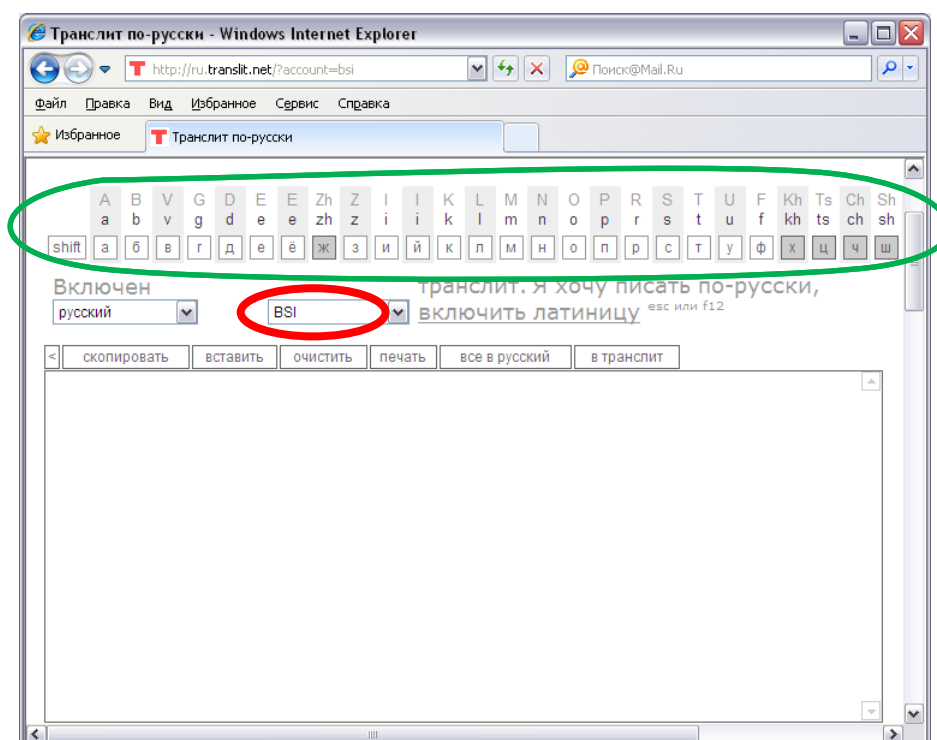 Транслит по-русски - Windows Internet Explorer
http://ru.translit.net/?account=bsi
Поиск@Mail.Ru
Файл Правка Вид Избранное Сервис Справка
Избранное Транслит по-русски
A B V G D E E Zh Z I I K L M N O P R S T U F Kh Ts Ch Sh
a b v g d e e zh z i i k l m n o p r s t u f kh ts ch sh
shift а б в г д е ё ж з и й к л м н о п р с т у ф х ц ч ш
Включен транслит. Я хочу писать по-русски,
русский BSI включить латиницу esc или f12
< скопировать вставить очистить печать все в русский в транслит